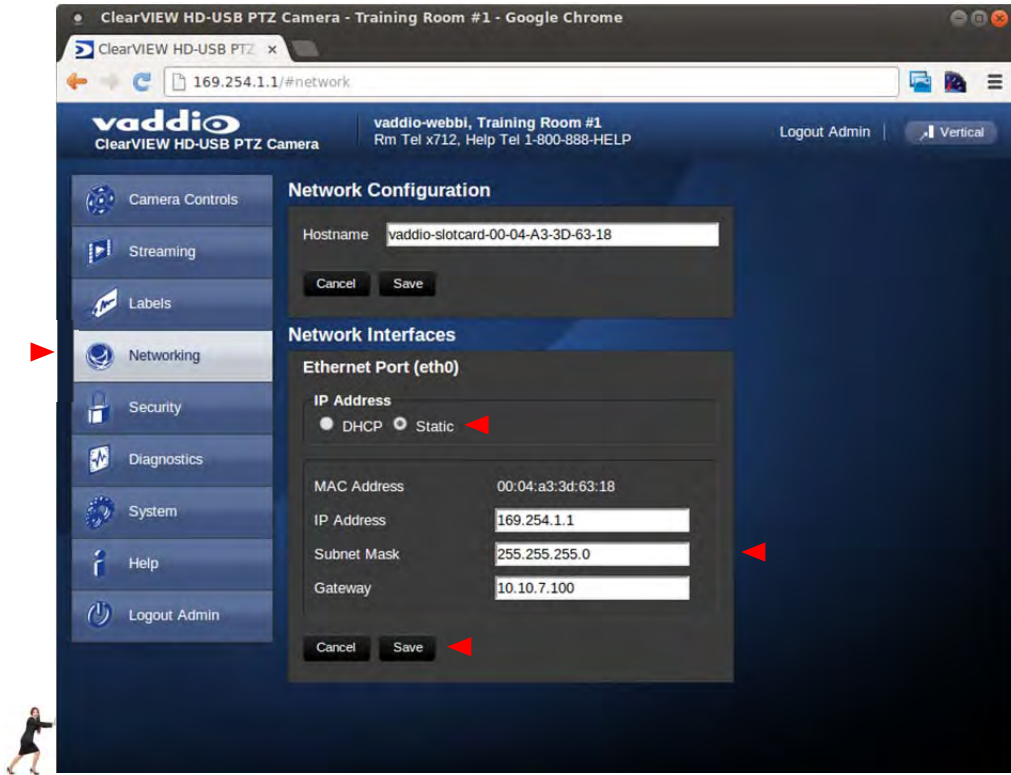 ClearVIEW HD-USB PTZ Camera - Training Room #1 - Google Chrome
ClearVIEW HD-USB PTZ
169.254.1.1/#network
vaddio
ClearVIEW HD-USB PTZ Camera
vaddio-webbi, Training Room #1
Rm Tel x712, Help Tel 1-800-888-HELP
Logout Admin
Vertical
Camera Controls
Streaming
Labels
Networking
Security
Diagnostics
System
Help
Logout Admin
Network Configuration
Hostname vaddio-slotcard-00-04-A3-3D-63-18
Cancel Save
Network Interfaces
Ethernet Port (eth0)
IP Address
DHCP Static
MAC Address 00:04:a3:3d:63:18
IP Address 169.254.1.1
Subnet Mask 255.255.255.0
Gateway 10.10.7.100
Cancel Save